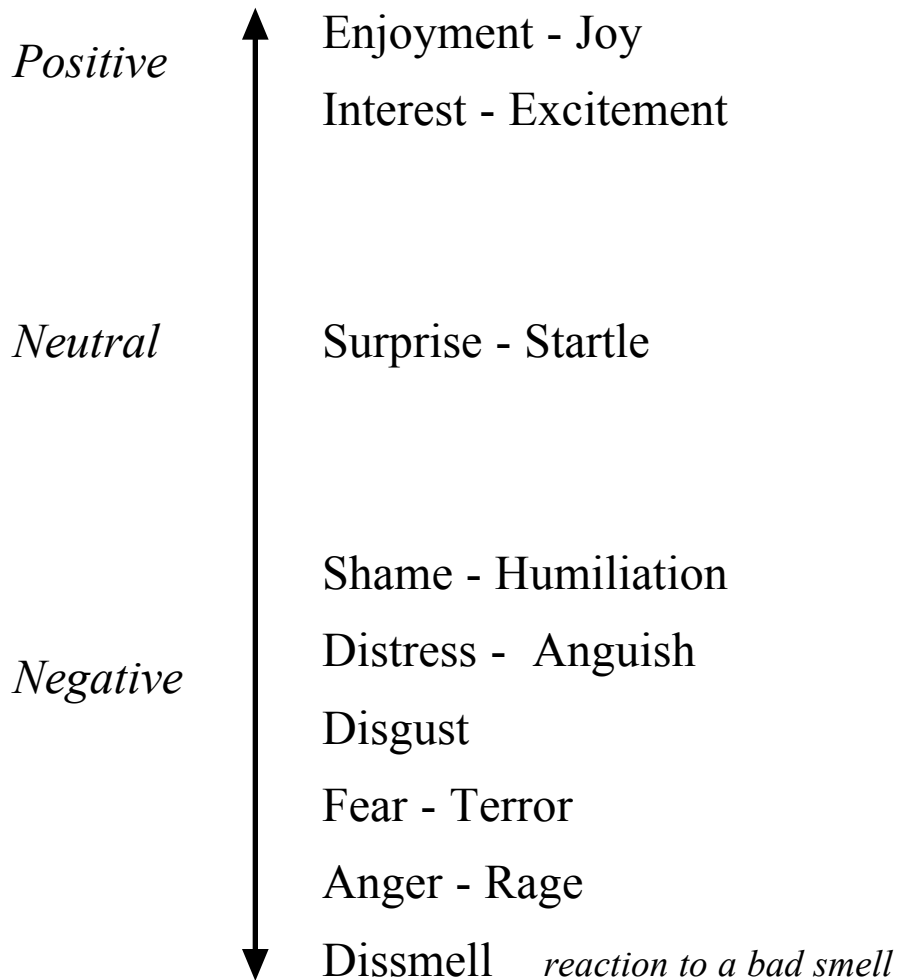 Positive
Enjoyment - Joy
Interest - Excitement
Neutral
Surprise - Startle
Negative
Shame - Humiliation
Distress -  Anguish
Disgust
Fear - Terror
Anger - Rage
Dissmell reaction to a bad smell